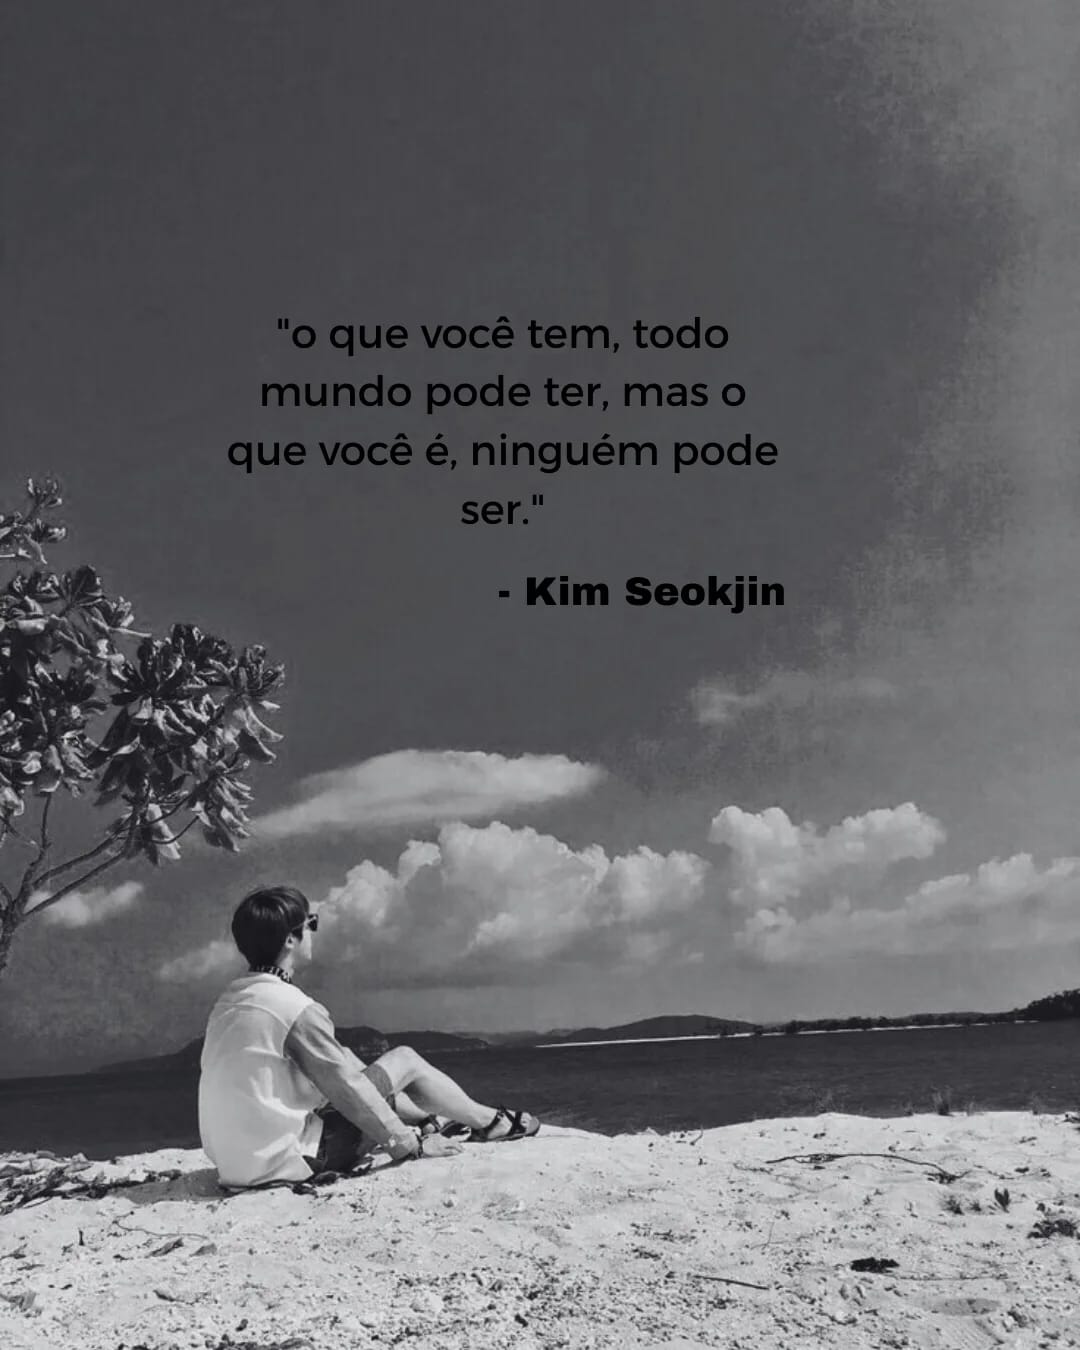 "o que você tem, todo
mundo pode ter, mas o
que você é, ninguém pode
ser."
- Kim Seokjin